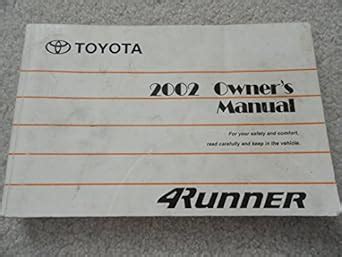 TOYOTA
2002 Owner's
Manual
For your safety and comfort,
read carefully and keep in the vehicle.
4RUNNER